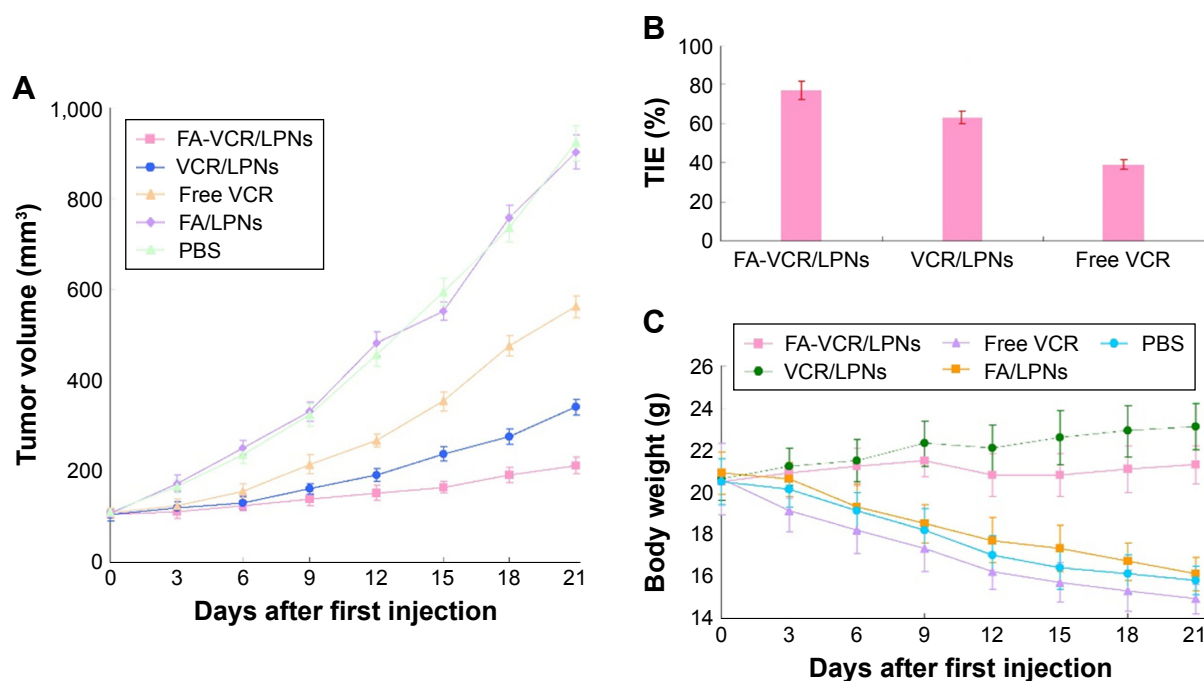 A
Tumor volume (mm³)
1,000
800
600
400
200
0
FA-VCR/LPNs
VCR/LPNs
Free VCR
FA/LPNs
PBS
0 3 6 9 12 15 18 21
Days after first injection
B
TIE (%)
100
80
60
40
20
0
FA-VCR/LPNs VCR/LPNs Free VCR
C
FA-VCR/LPNs Free VCR PBS
VCR/LPNs FA/LPNs
Body weight (g)
26
24
22
20
18
16
14
0 3 6 9 12 15 18 21
Days after first injection